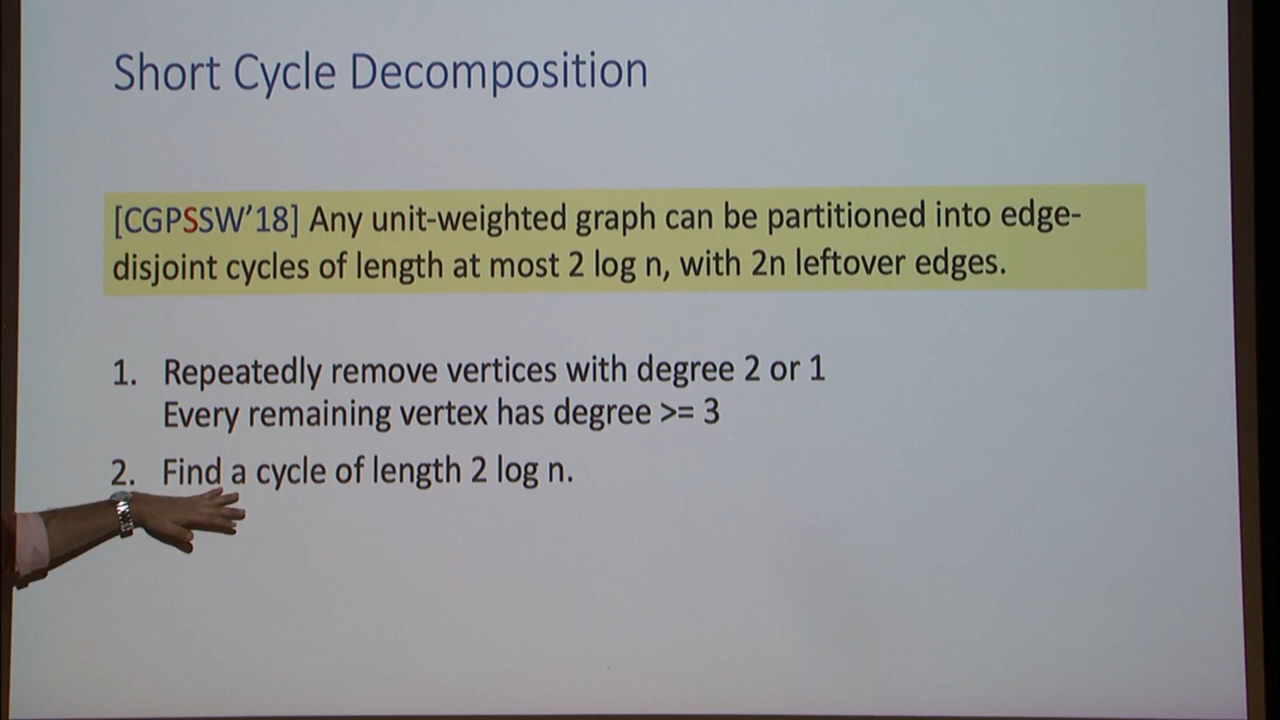 Short Cycle Decomposition
[CGPSSW'18] Any unit-weighted graph can be partitioned into edge-
disjoint cycles of length at most 2 log n, with 2n leftover edges.
1. Repeatedly remove vertices with degree 2 or 1
Every remaining vertex has degree >= 3
2. Find a cycle of length 2 log n.